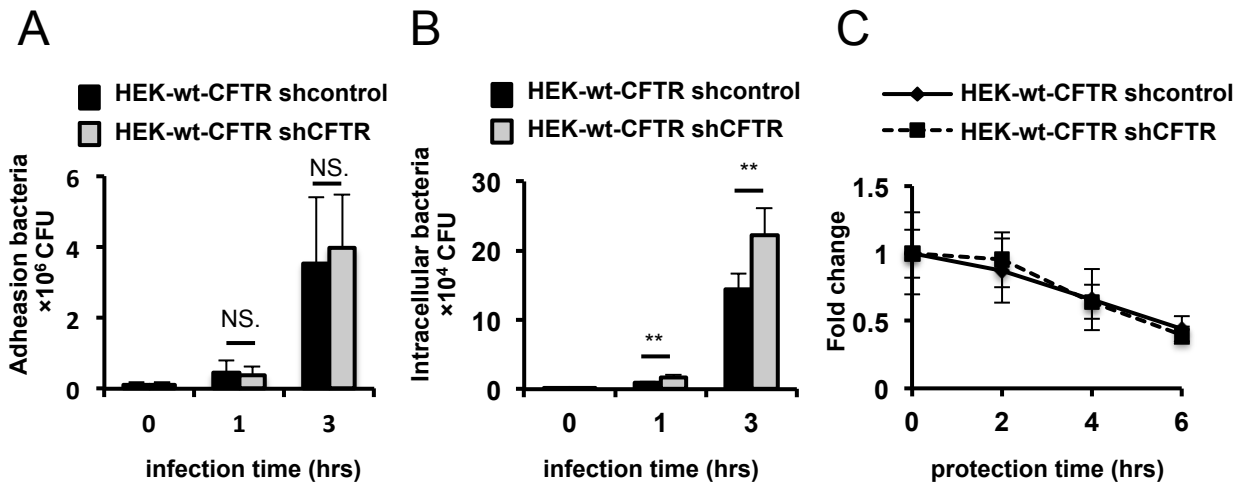 A
HEK-wt-CFTR shcontrol
HEK-wt-CFTR shCFTR
Adheasion bacteria
×10⁶ CFU
6
4
2
0
NS.
NS.
0 1 3
infection time (hrs)
B
HEK-wt-CFTR shcontrol
HEK-wt-CFTR shCFTR
Intracellular bacteria
×10⁴ CFU
30
20
10
0
**
**
0 1 3
infection time (hrs)
C
HEK-wt-CFTR shcontrol
HEK-wt-CFTR shCFTR
Fold change
1.5
1
0.5
0
0 2 4 6
protection time (hrs)